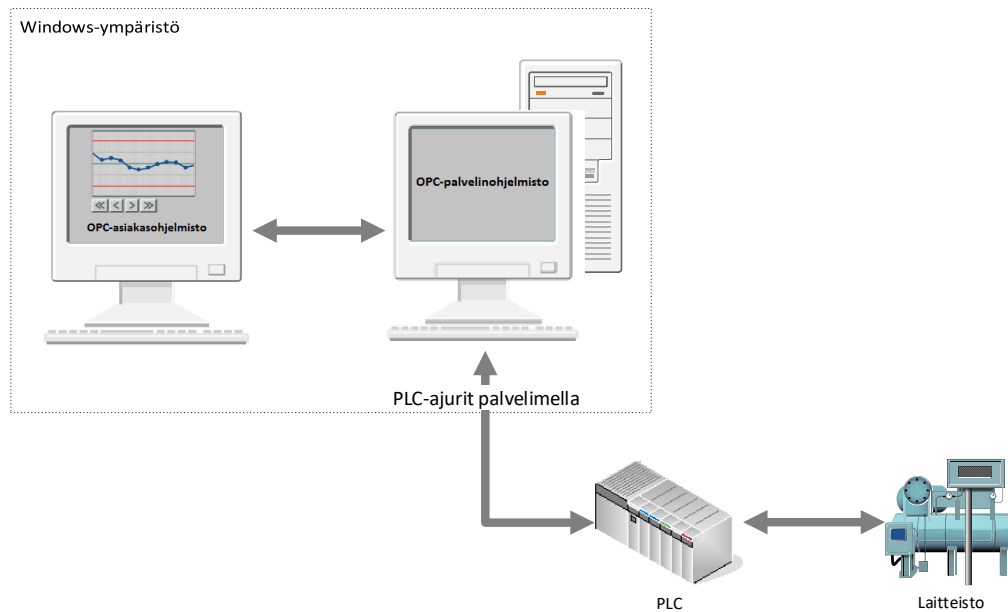 Windows-ympäristö
OPC-asiakasohjelmisto
OPC-palvelinohjelmisto
PLC-ajurit palvelimella
PLC
Laitteisto